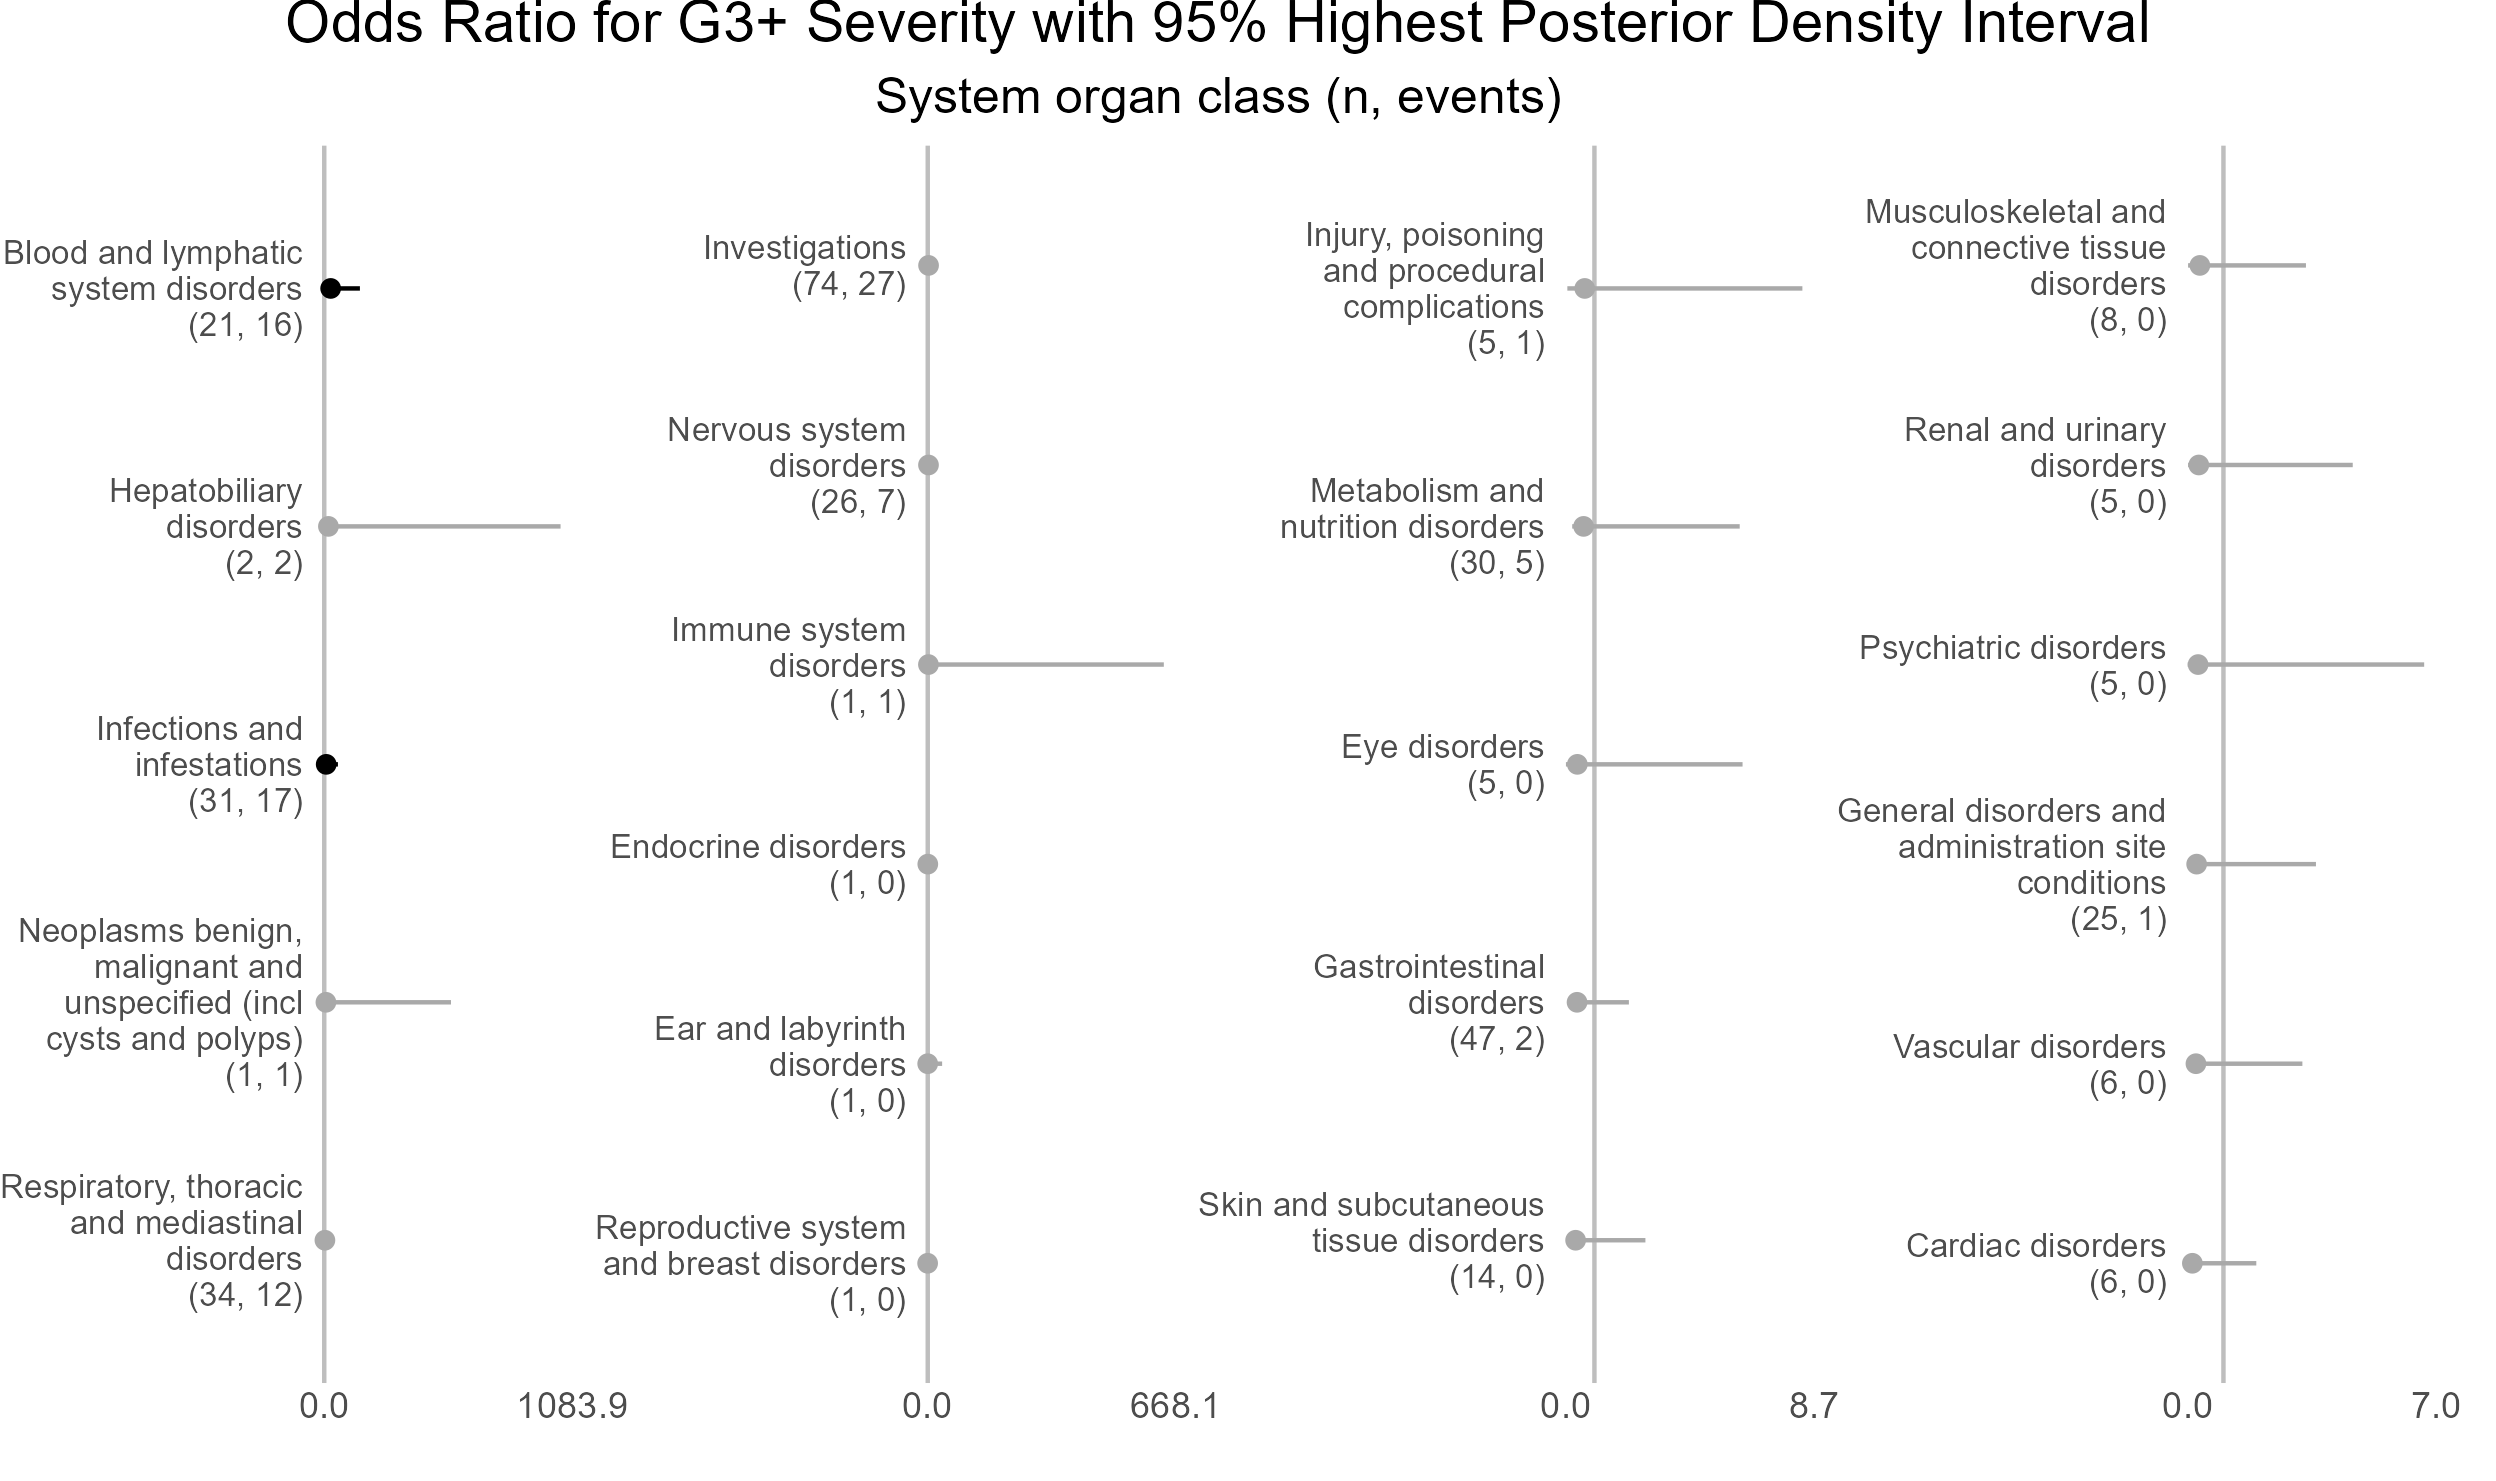 Odds Ratio for G3+ Severity with 95% Highest Posterior Density Interval
System organ class (n, events)
Blood and lymphatic
system disorders
(21, 16)
Hepatobiliary
disorders
(2, 2)
Infections and
infestations
(31, 17)
Neoplasms benign,
malignant and
unspecified (incl
cysts and polyps)
(1, 1)
Respiratory, thoracic
and mediastinal
disorders
(34, 12)
0.0 1083.9
Investigations
(74, 27)
Nervous system
disorders
(26, 7)
Immune system
disorders
(1, 1)
Endocrine disorders
(1, 0)
Ear and labyrinth
disorders
(1, 0)
Reproductive system
and breast disorders
(1, 0)
0.0 668.1
Injury, poisoning
and procedural
complications
(5, 1)
Metabolism and
nutrition disorders
(30, 5)
Eye disorders
(5, 0)
Gastrointestinal
disorders
(47, 2)
Skin and subcutaneous
tissue disorders
(14, 0)
0.0 8.7
Musculoskeletal and
connective tissue
disorders
(8, 0)
Renal and urinary
disorders
(5, 0)
Psychiatric disorders
(5, 0)
General disorders and
administration site
conditions
(25, 1)
Vascular disorders
(6, 0)
Cardiac disorders
(6, 0)
0.0 7.0